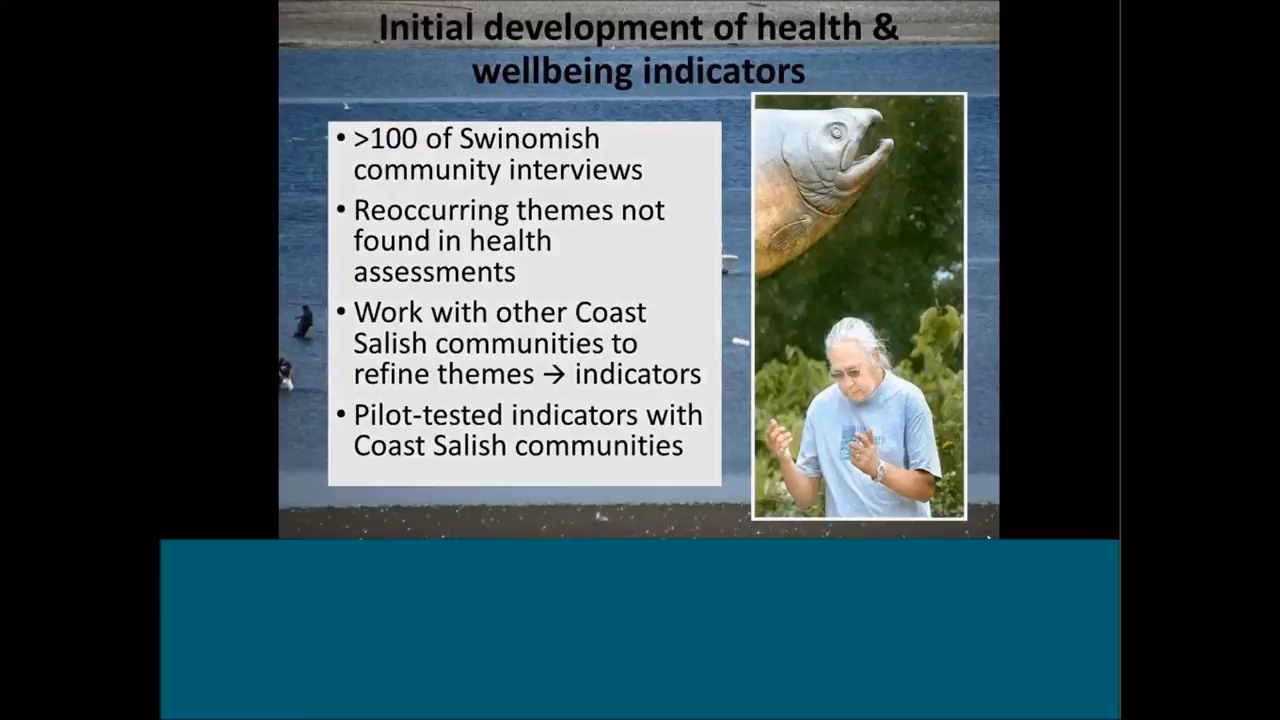 Initial development of health &
wellbeing indicators
• >100 of Swinomish
community interviews
• Reoccurring themes not
found in health
assessments
• Work with other Coast
Salish communities to
refine themes → indicators
• Pilot-tested indicators with
Coast Salish communities